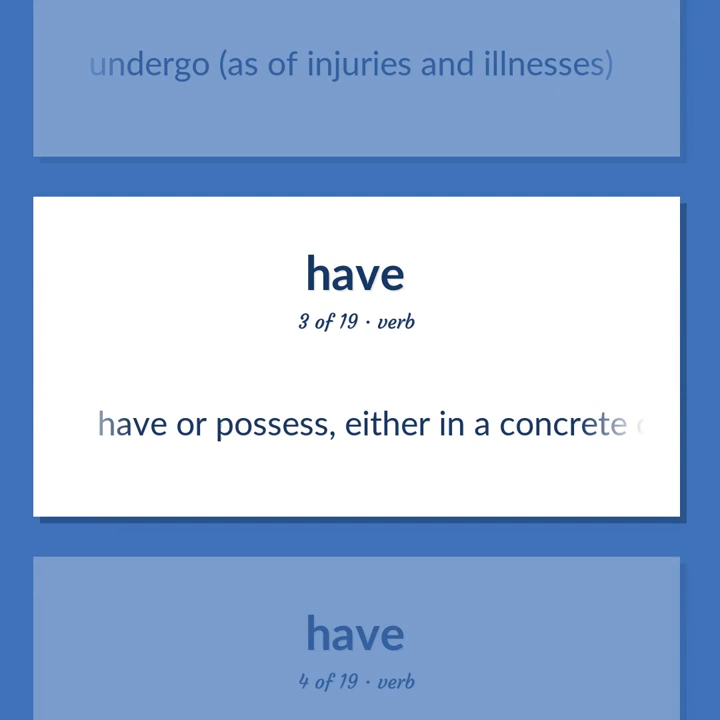 undergo (as of injuries and illnesses)
have
3 of 19 · verb
have or possess, either in a concrete
have
4 of 19 · verb